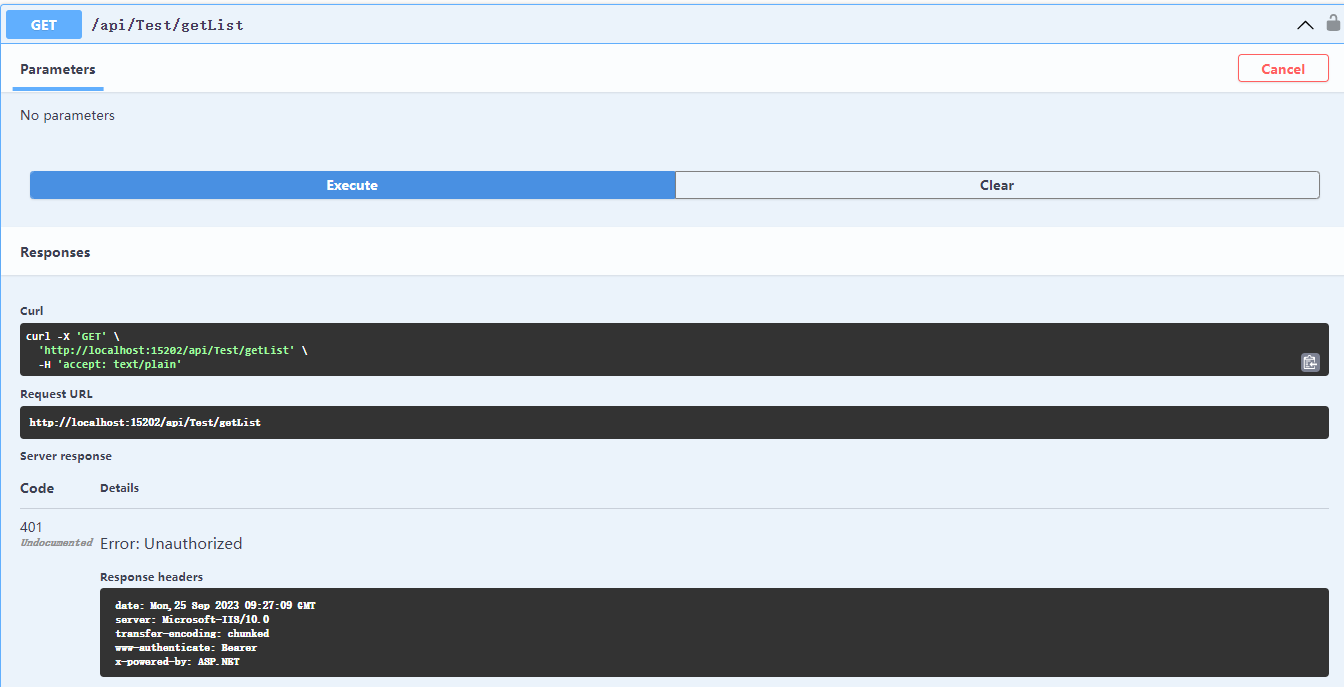 GET /api/Test/getList
Parameters
Cancel
No parameters
Execute
Clear
Responses
Curl
curl -X 'GET' \
'http://localhost:15202/api/Test/getList' \
-H 'accept: text/plain'
Request URL
http://localhost:15202/api/Test/getList
Server response
Code Details
401
Undocumented
Error: Unauthorized
Response headers
date: Mon,25 Sep 2023 09:27:09 GMT
server: Microsoft-IIS/10.0
transfer-encoding: chunked
www-authenticate: Bearer
x-powered-by: ASP.NET